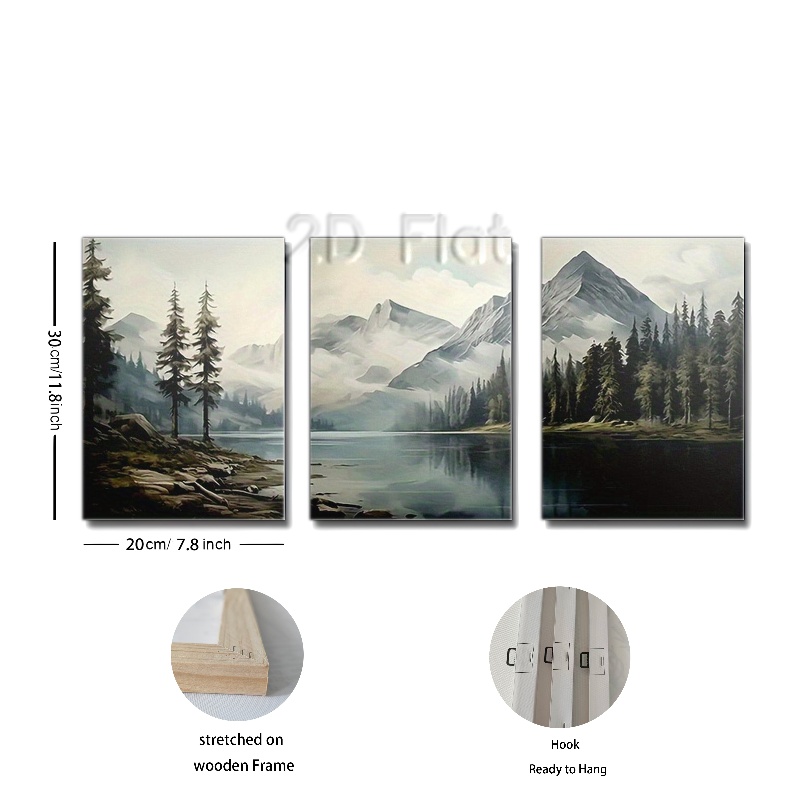 2D Flat
30cm/11.8inch
20cm/ 7.8 inch
stretched on
wooden Frame
Hook
Ready to Hang